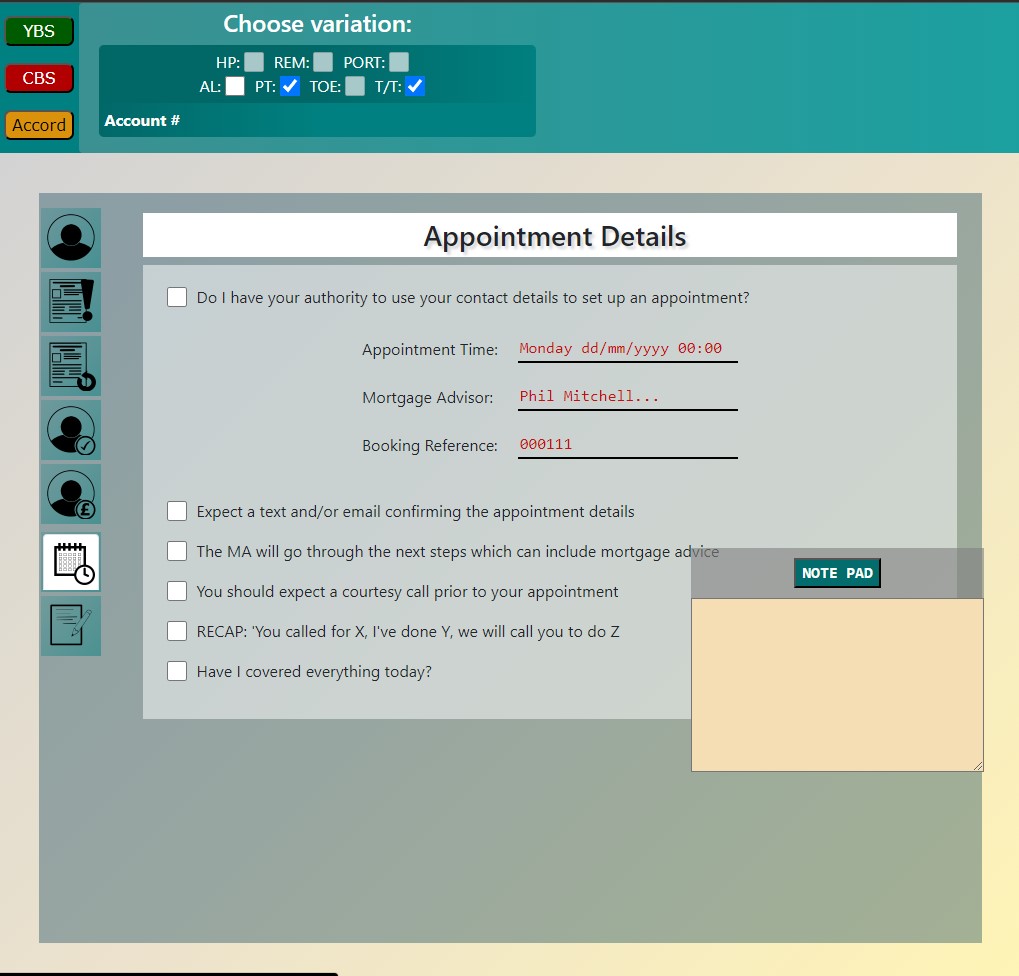 YBS
CBS
Accord
Choose variation:
HP: REM: PORT:
AL: PT: TOE: T/T:
Account #
Appointment Details
Do I have your authority to use your contact details to set up an appointment?
Appointment Time: Monday dd/mm/yyyy 00:00
Mortgage Advisor: Phil Mitchell...
Booking Reference: 000111
Expect a text and/or email confirming the appointment details
The MA will go through the next steps which can include mortgage advice
You should expect a courtesy call prior to your appointment
RECAP: 'You called for X, I've done Y, we will call you to do Z
Have I covered everything today?
NOTE PAD